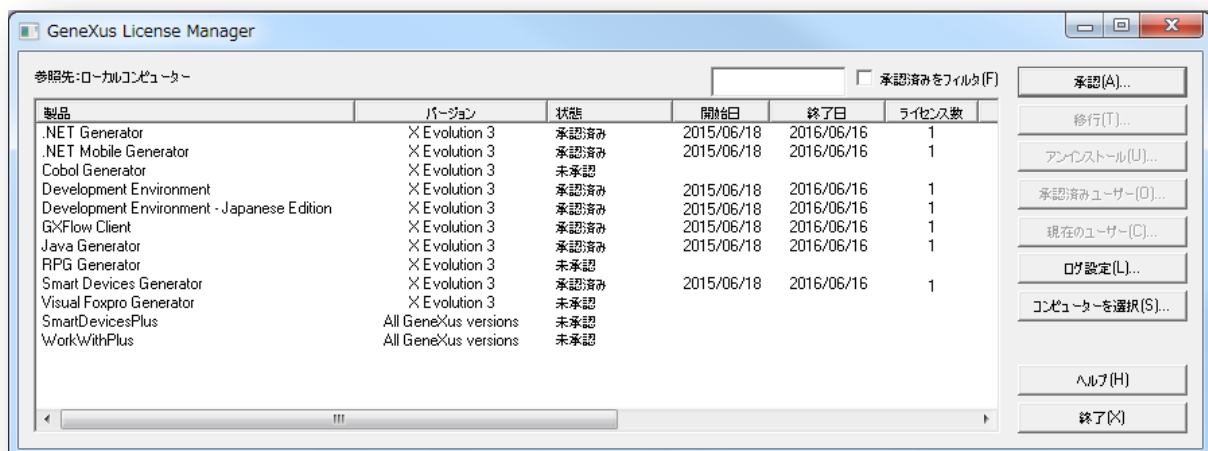 GeneXus License Manager
参照先:ローカルコンピューター
承認済みをフィルタ(F)
承認(A)...
製品 バージョン 状態 開始日 終了日 ライセンス数
移行(T)...
.NET Generator X Evolution 3 承認済み 2015/06/18 2016/06/16 1
.NET Mobile Generator X Evolution 3 承認済み 2015/06/18 2016/06/16 1
アンインストール(U)...
Cobol Generator X Evolution 3 未承認
Development Environment X Evolution 3 承認済み 2015/06/18 2016/06/16 1
承認済みユーザー(O)...
Development Environment - Japanese Edition X Evolution 3 承認済み 2015/06/18 2016/06/16 1
GXFlow Client X Evolution 3 承認済み 2015/06/18 2016/06/16 1
現在のユーザー(C)...
Java Generator X Evolution 3 承認済み 2015/06/18 2016/06/16 1
RPG Generator X Evolution 3 未承認
ログ設定(L)...
Smart Devices Generator X Evolution 3 承認済み 2015/06/18 2016/06/16 1
Visual Foxpro Generator X Evolution 3 未承認
コンピューターを選択(S)...
SmartDevicesPlus All GeneXus versions 未承認
WorkWithPlus All GeneXus versions 未承認
ヘルプ(H)
終了(X)